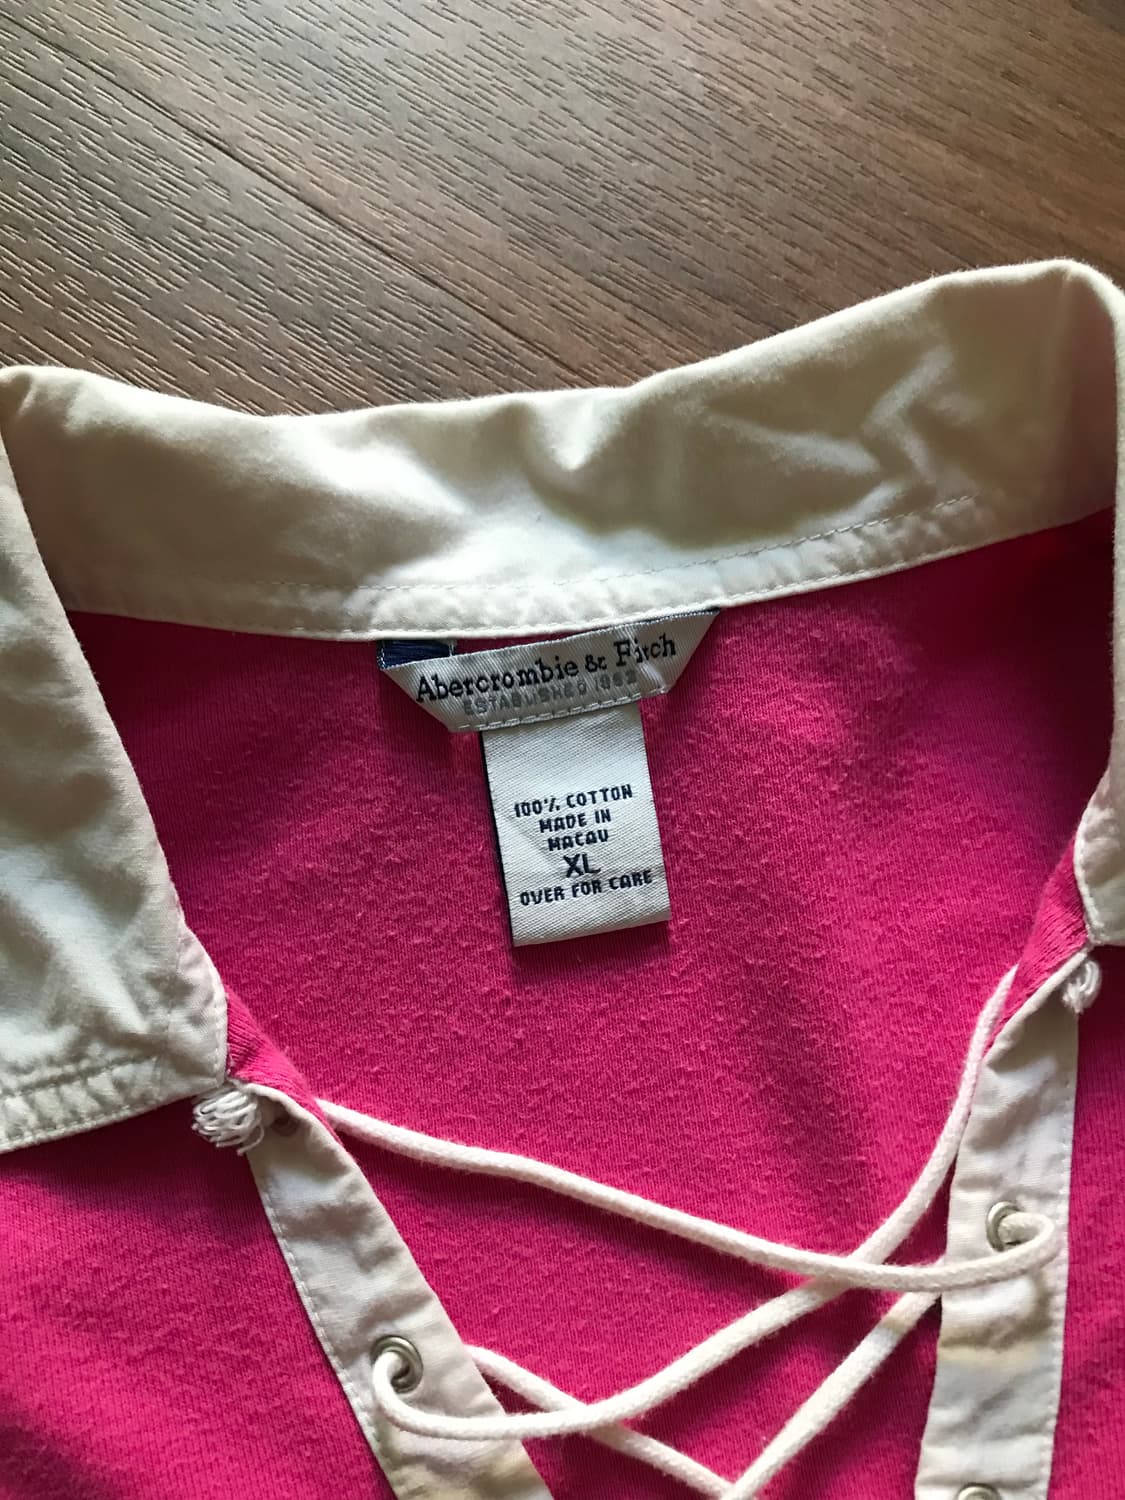 Abercrombie & Fitch
ESTABLISHED 1892
100% COTTON
MADE IN
MACAU
XL
OVER FOR CARE